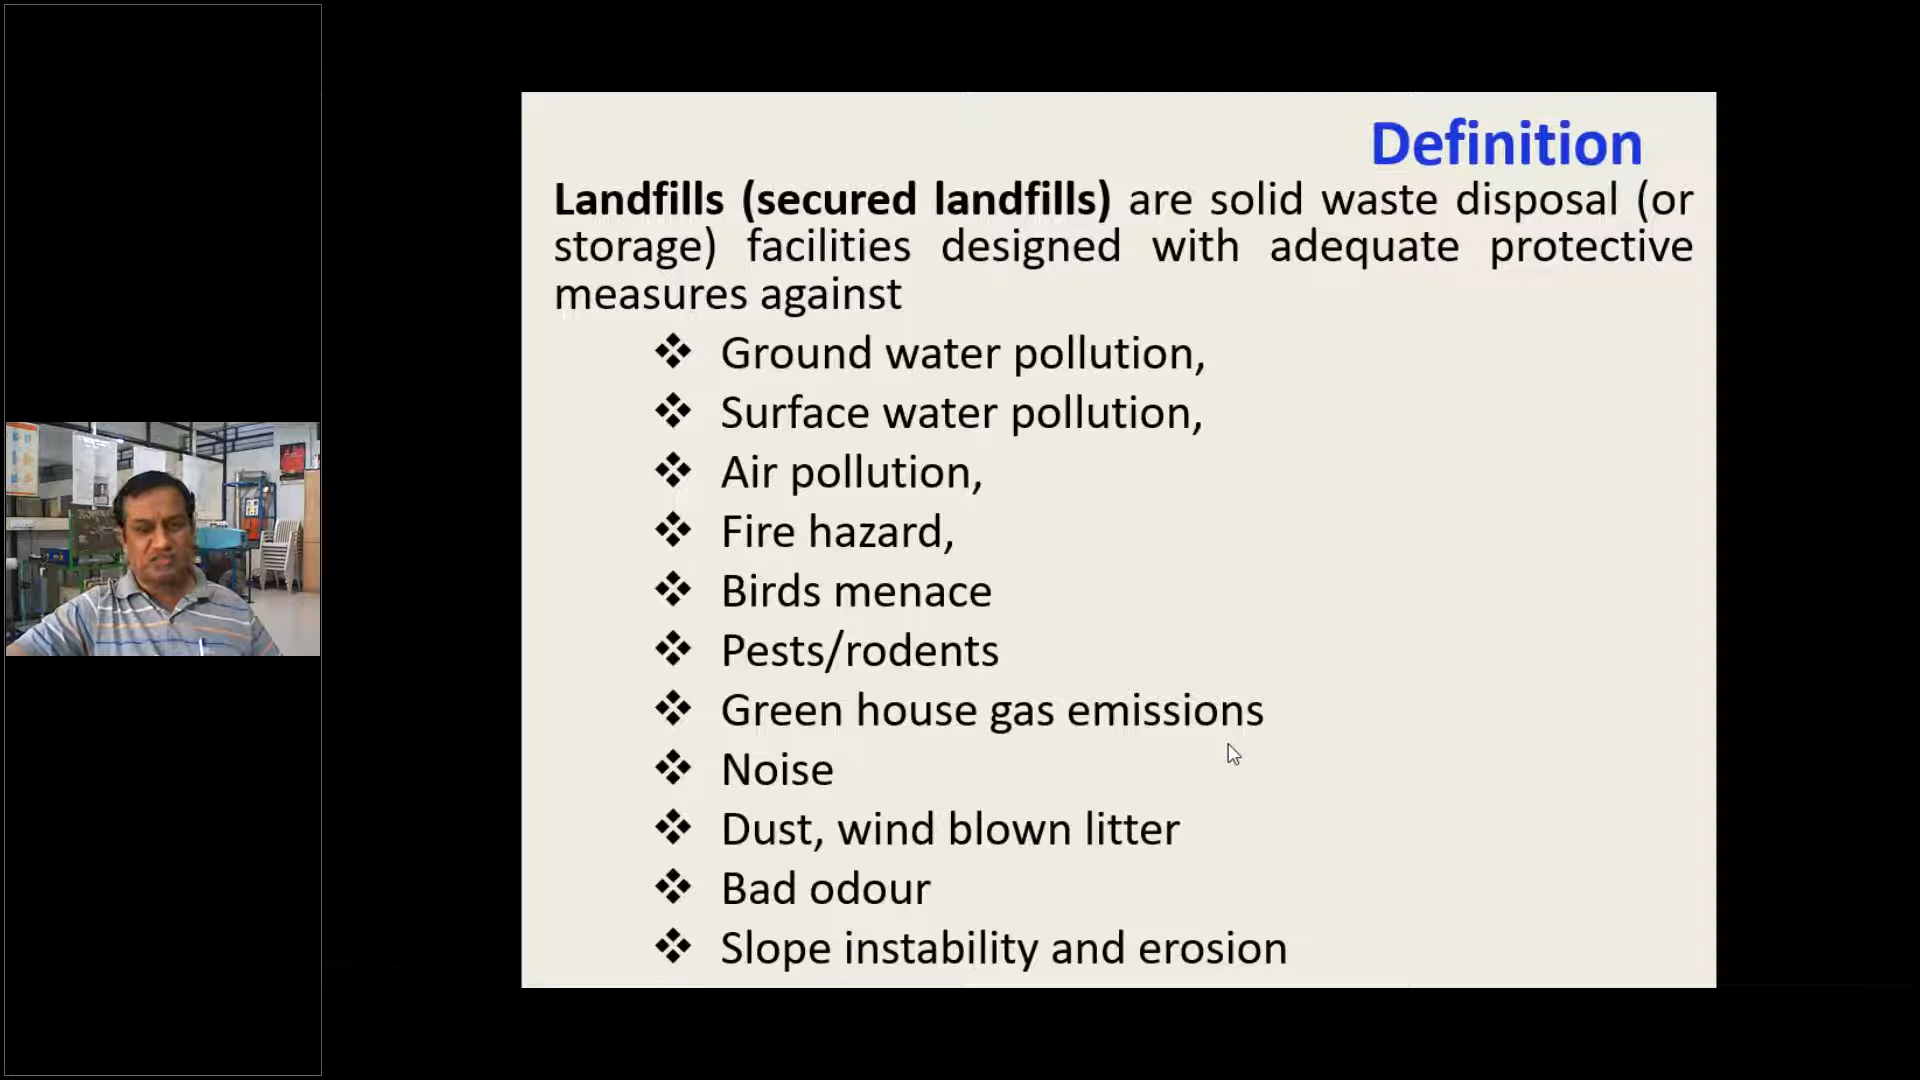 Definition
Landfills (secured landfills) are solid waste disposal (or
storage) facilities designed with adequate protective
measures against
❖ Ground water pollution,
❖ Surface water pollution,
❖ Air pollution,
❖ Fire hazard,
❖ Birds menace
❖ Pests/rodents
❖ Green house gas emissions
❖ Noise
❖ Dust, wind blown litter
❖ Bad odour
❖ Slope instability and erosion